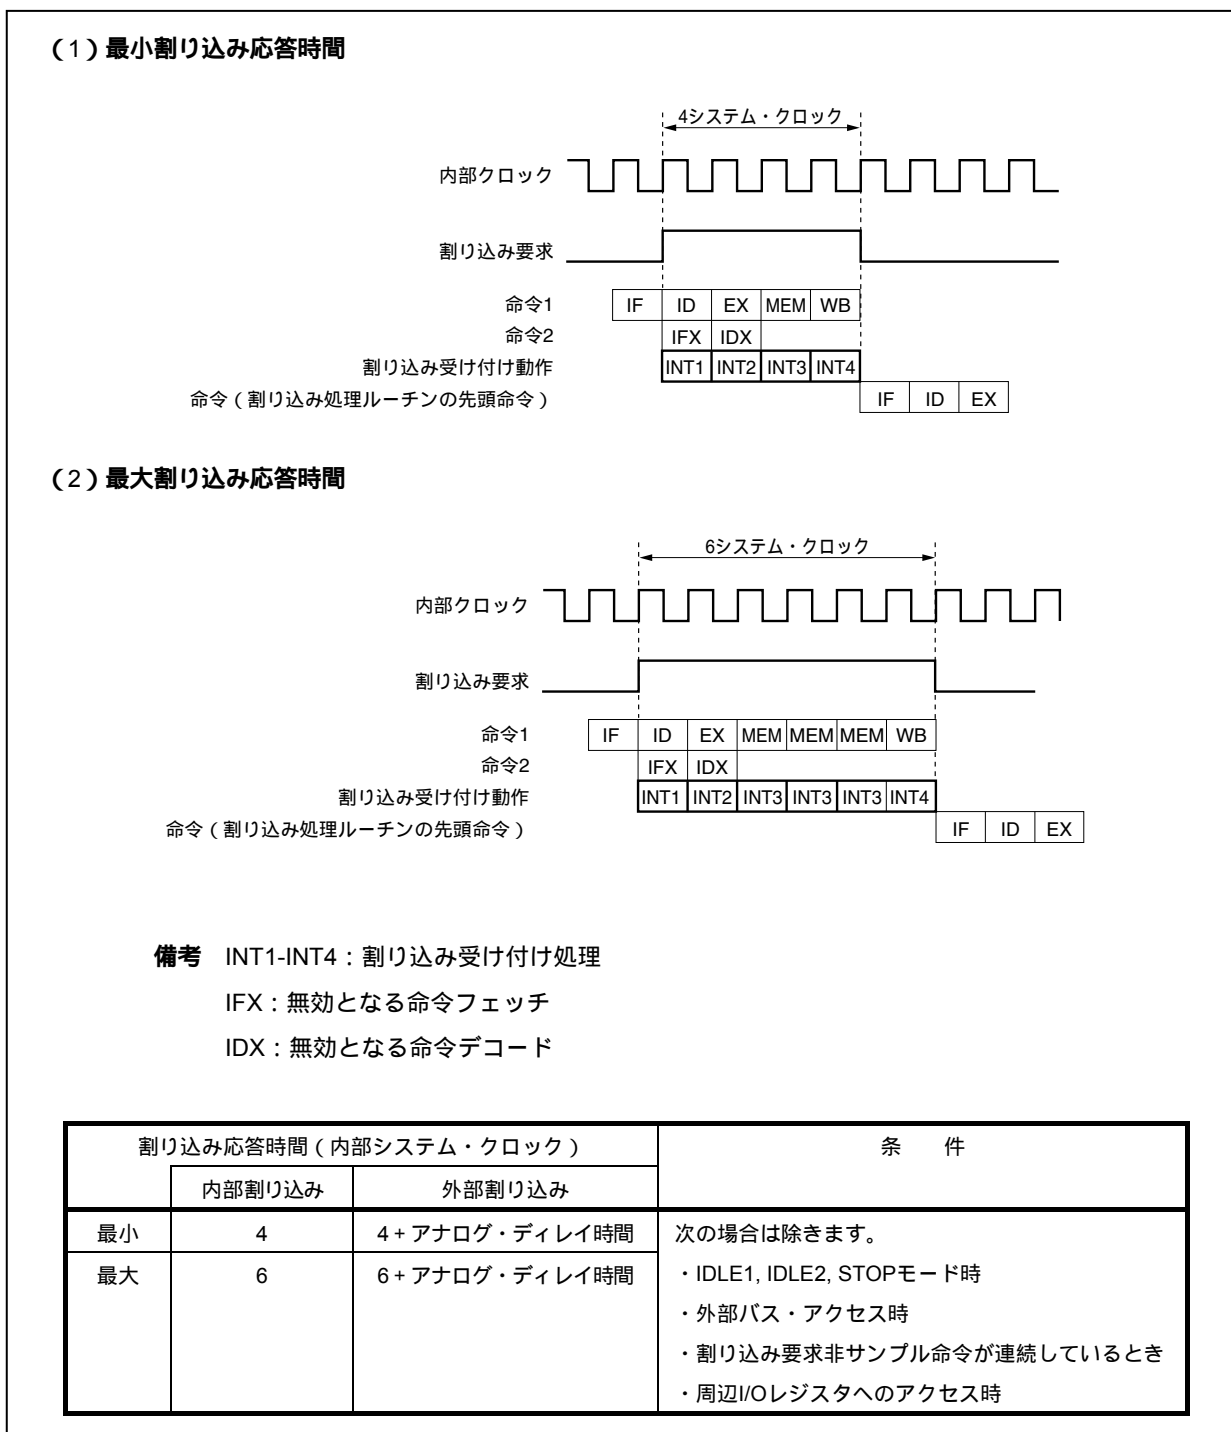 （1）最小割り込み応答時間
4システム・クロック
内部クロック
割り込み要求
命令1 IF ID EX MEM WB
命令2 IFX IDX
割り込み受け付け動作 INT1 INT2 INT3 INT4
命令（割り込み処理ルーチンの先頭命令） IF ID EX
（2）最大割り込み応答時間
6システム・クロック
内部クロック
割り込み要求
命令1 IF ID EX MEM MEM MEM WB
命令2 IFX IDX
割り込み受け付け動作 INT1 INT2 INT3 INT3 INT3 INT4
命令（割り込み処理ルーチンの先頭命令） IF ID EX
備考 INT1-INT4：割り込み受け付け処理
IFX：無効となる命令フェッチ
IDX：無効となる命令デコード
割り込み応答時間（内部システム・クロック） 条 件
内部割り込み 外部割り込み
最小 4 4+アナログ・ディレイ時間 次の場合は除きます。
最大 6 6+アナログ・ディレイ時間 ・IDLE1, IDLE2, STOPモード時
・外部バス・アクセス時
・割り込み要求非サンプル命令が連続しているとき
・周辺I/Oレジスタへのアクセス時